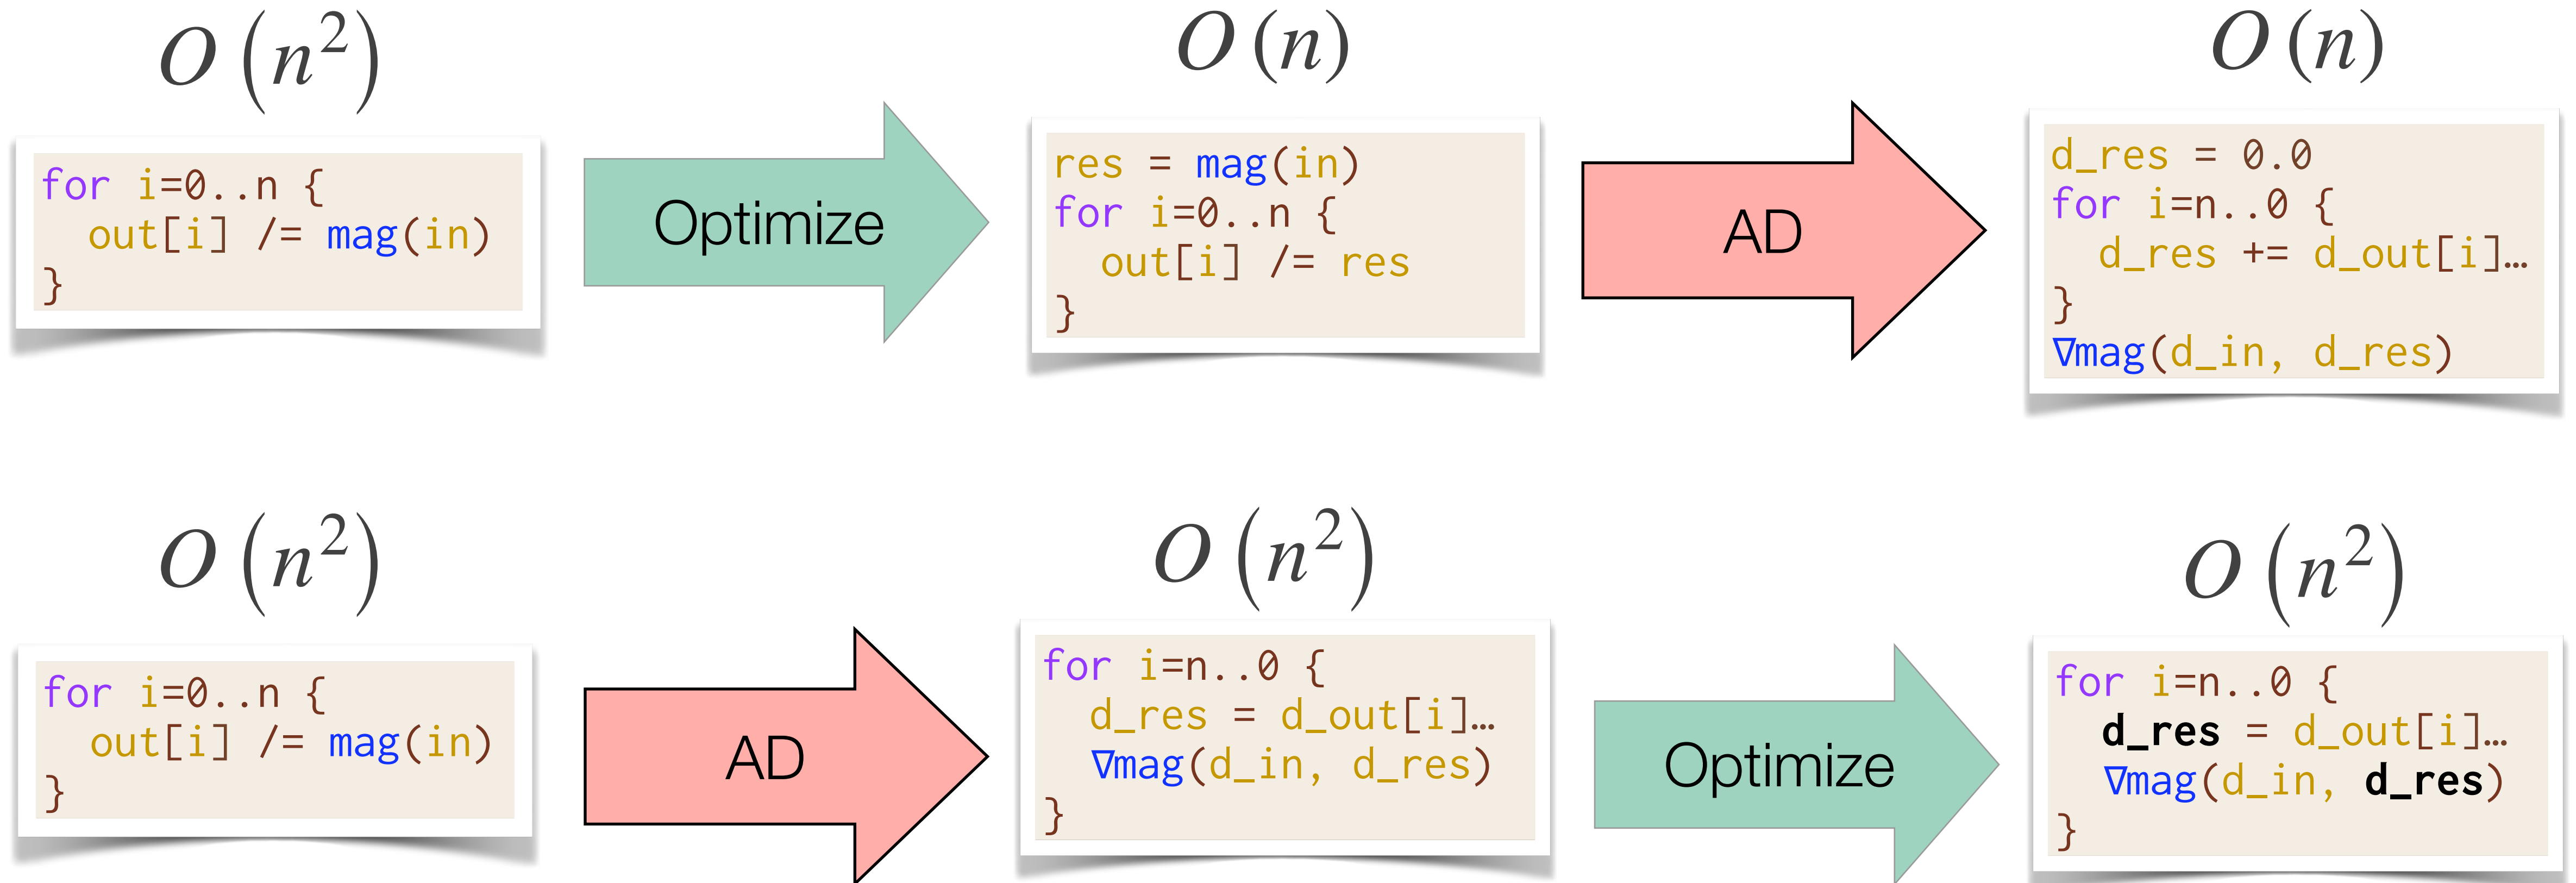 O(n²)
for i=0..n {
  out[i] /= mag(in)
}
Optimize
O(n)
res = mag(in)
for i=0..n {
  out[i] /= res
}
AD
O(n)
d_res = 0.0
for i=n..0 {
  d_res += d_out[i]…
}
∇mag(d_in, d_res)
O(n²)
for i=0..n {
  out[i] /= mag(in)
}
AD
O(n²)
for i=n..0 {
  d_res = d_out[i]…
  ∇mag(d_in, d_res)
}
Optimize
O(n²)
for i=n..0 {
  d_res = d_out[i]…
  ∇mag(d_in, d_res)
}